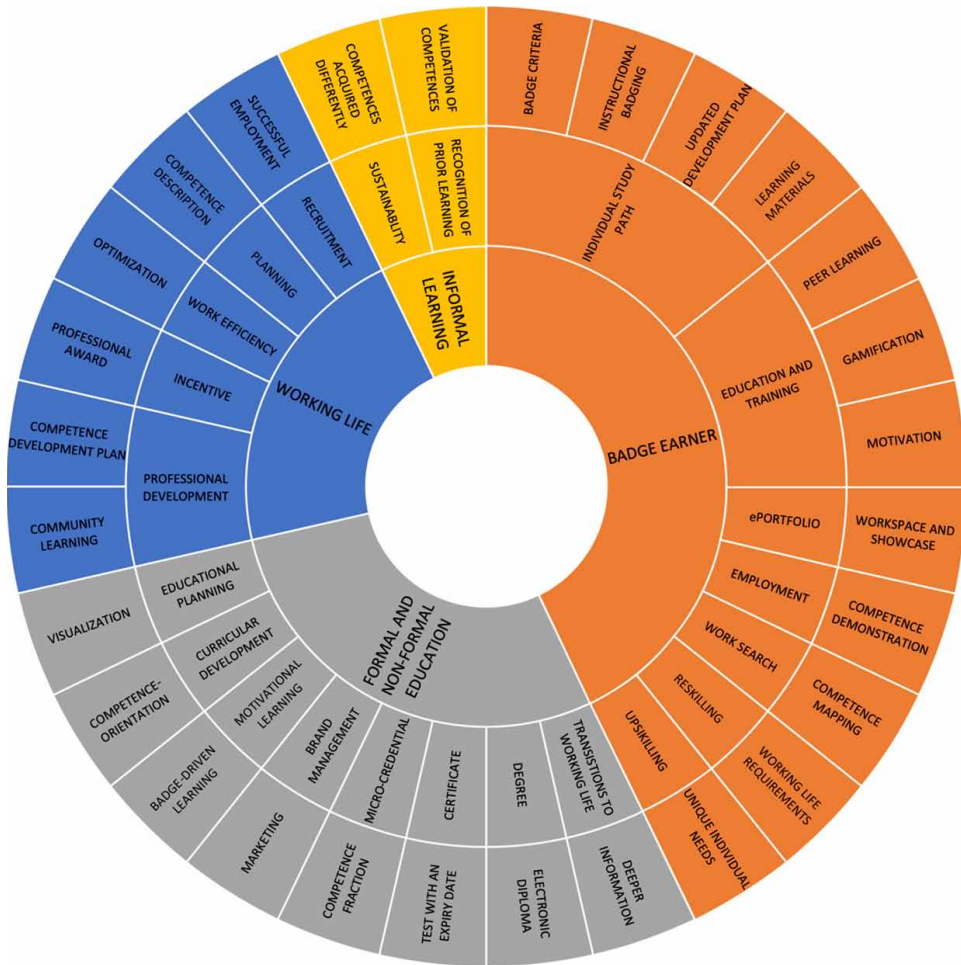 BADGE EARNER
INDIVIDUAL STUDY
PATH
BADGE CRITERIA
INSTRUCTIONAL
BADGING
UPDATED
DEVELOPMENT PLAN
LEARNING
MATERIALS
EDUCATION AND
TRAINING
PEER LEARNING
GAMIFICATION
MOTIVATION
ePORTFOLIO
WORKSPACE AND
SHOWCASE
EMPLOYMENT
COMPETENCE
DEMONSTRATION
WORK SEARCH
COMPETENCE
MAPPING
RESKILLING
WORKING LIFE
REQUIREMENTS
UPSIKILLING
UNIQUE INDIVIDUAL
NEEDS
FORMAL AND
NON-FORMAL
EDUCATION
TRANSISTIONS TO
WORKING LIFE
DEEPER
INFORMATION
DEGREE
ELECTRONIC
DIPLOMA
CERTIFICATE
TEST WITH AN
EXPIRY DATE
MICRO-CREDENTIAL
COMPETENCE
FRACTION
BRAND
MANAGEMENT
MARKETING
MOTIVATIONAL
LEARNING
BADGE-DRIVEN
LEARNING
CURRICULAR
DEVELOPMENT
COMPETENCE-
ORIENTATION
EDUCATIONAL
PLANNING
VISUALIZATION
WORKING LIFE
PROFESSIONAL
DEVELOPMENT
COMMUNITY
LEARNING
COMPETENCE
DEVELOPMENT PLAN
INCENTIVE
PROFESSIONAL
AWARD
WORK EFFICIENCY
OPTIMIZATION
PLANNING
COMPETENCE
DESCRIPTION
RECRUITMENT
SUCCESSFUL
EMPLOYMENT
INFORMAL
LEARNING
SUSTAINABLITY
COMPETENCES
ACQUIRED
DIFFERENTLY
RECOGNITION OF
PRIOR LEARNING
VALIDATION OF
COMPETENCES